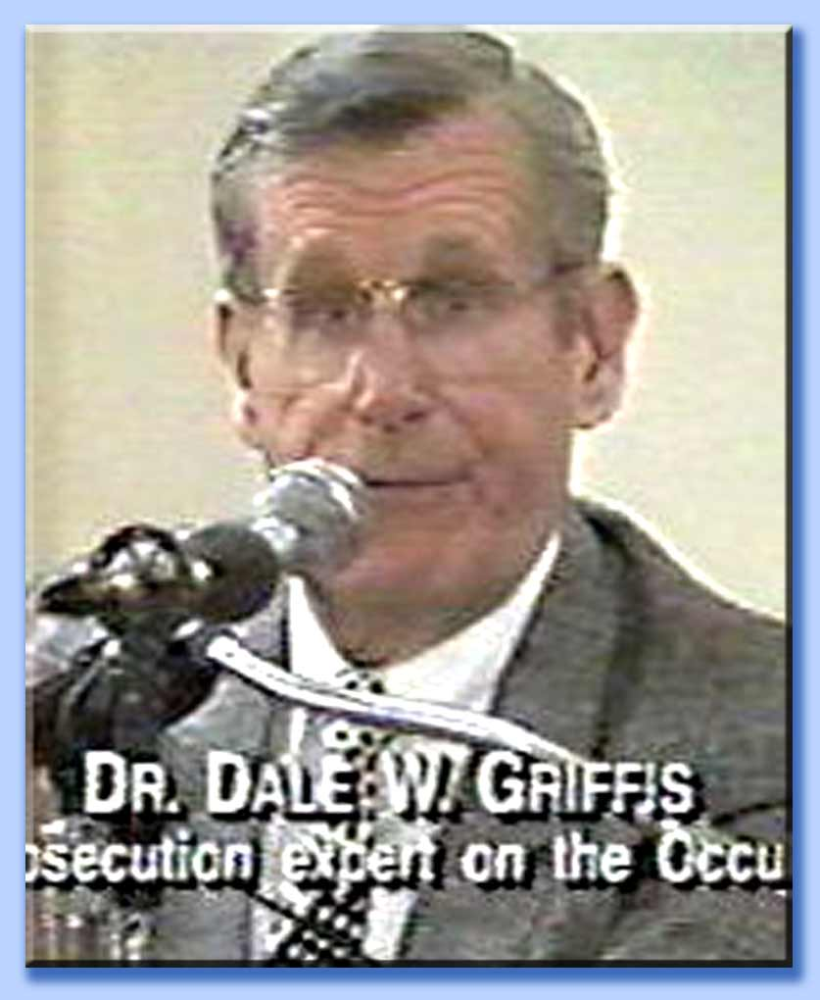 DR. DALE W. GRIFFIS
osecution expert on the Occu